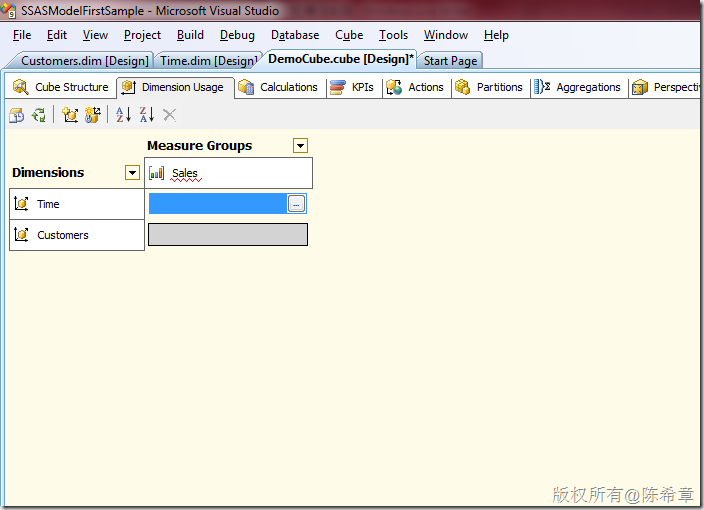 SSASModelFirstSample - Microsoft Visual Studio
File Edit View Project Build Debug Database Cube Tools Window Help
Customers.dim [Design] Time.dim [Design] DemoCube.cube [Design]* Start Page
Cube Structure Dimension Usage Calculations KPIs Actions Partitions Aggregations Perspecti
Measure Groups
Dimensions Sales
Time ...
Customers
版权所有@陈希章